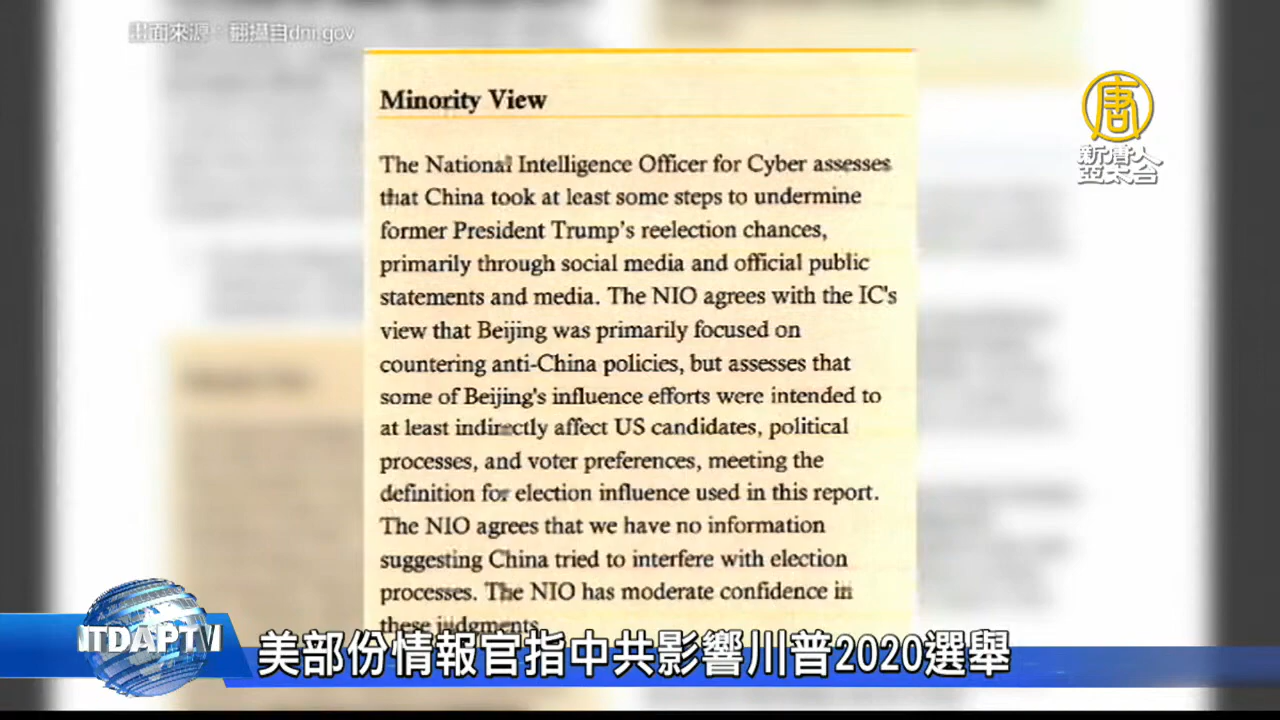 畫面來源：翻攝自dni.gov
唐
新唐人
亞太台
Minority View
The National Intelligence Officer for Cyber assesses
that China took at least some steps to undermine
former President Trump's reelection chances,
primarily through social media and official public
statements and media. The NIO agrees with the IC's
view that Beijing was primarily focused on
countering anti-China policies, but assesses that
some of Beijing's influence efforts were intended to
at least indirectly affect US candidates, political
processes, and voter preferences, meeting the
definition for election influence used in this report.
The NIO agrees that we have no information
suggesting China tried to interfere with election
processes. The NIO has moderate confidence in
these judgments.
NTDAPTV
美部份情報官指中共影響川普2020選舉